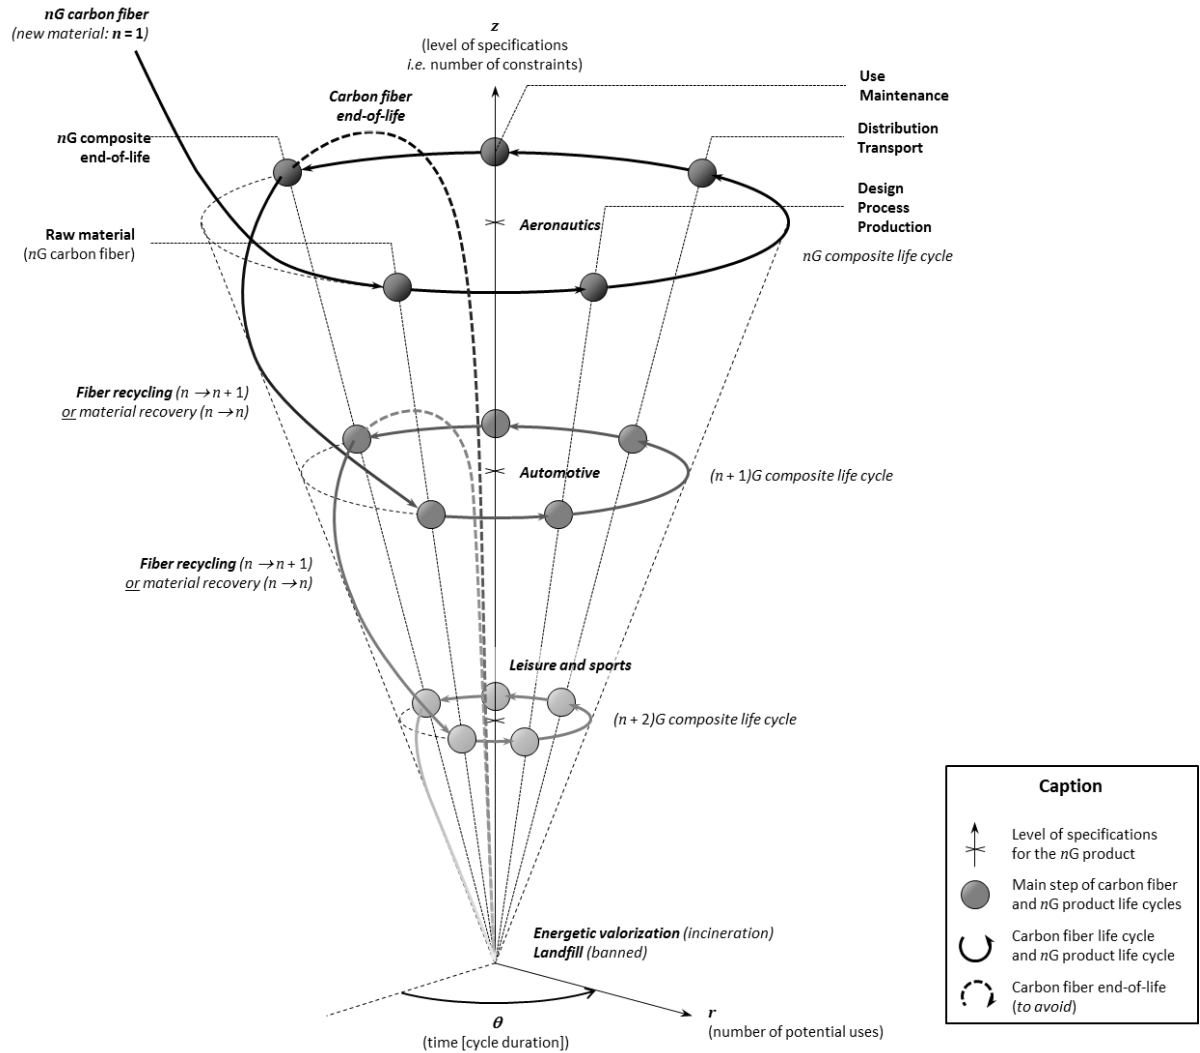 nG carbon fiber
(new material: n = 1)
z
(level of specifications
i.e. number of constraints)
Carbon fiber
end-of-life
Use
Maintenance
nG composite
end-of-life
Distribution
Transport
Design
Process
Production
Aeronautics
Raw material
(nG carbon fiber)
nG composite life cycle
Fiber recycling (n → n + 1)
or material recovery (n → n)
Automotive
(n + 1)G composite life cycle
Fiber recycling (n → n + 1)
or material recovery (n → n)
Leisure and sports
(n + 2)G composite life cycle
Energetic valorization (incineration)
Landfill (banned)
θ
(time [cycle duration])
r
(number of potential uses)
Caption
Level of specifications
for the nG product
Main step of carbon fiber
and nG product life cycles
Carbon fiber life cycle
and nG product life cycle
Carbon fiber end-of-life
(to avoid)